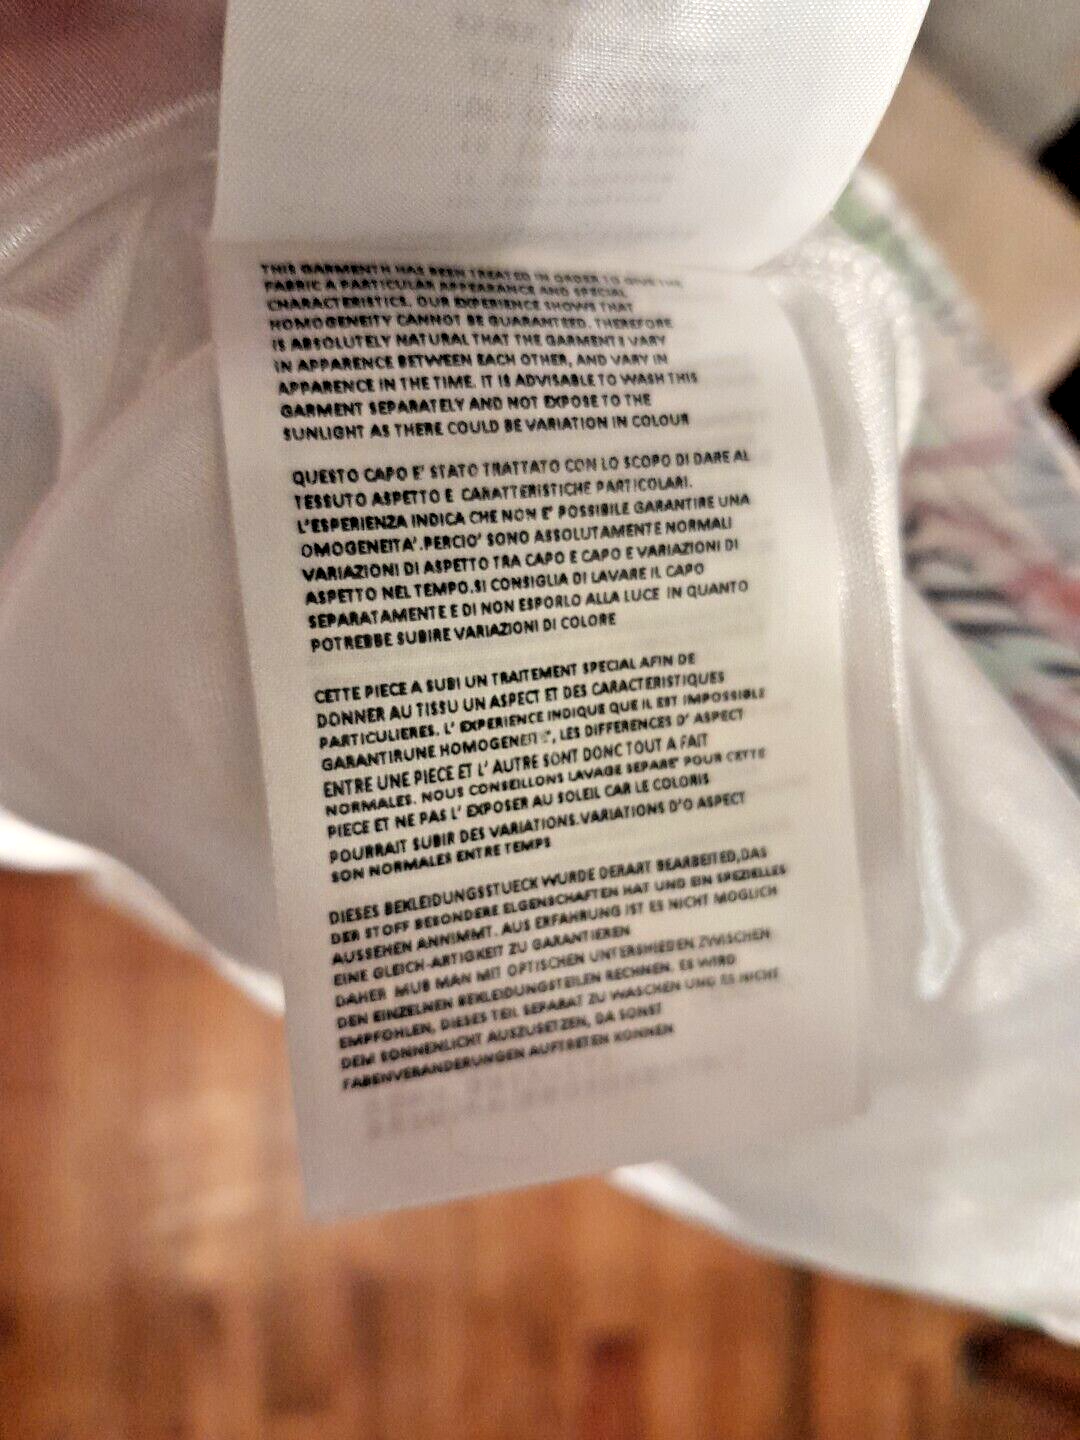 THIS GARMENTH HAS BEEN TREATED IN ORDER TO GIVE THE
FABRIC A PARTICULAR APPEARANCE AND SPECIAL
CHARACTERISTICS. OUR EXPERIENCE SHOWS THAT
HOMOGENEITY CANNOT BE GUARANTEED. THEREFORE
IS ABSOLUTELY NATURAL THAT THE GARMENTS VARY
IN APPARENCE BETWEEN EACH OTHER, AND VARY IN
APPARENCE IN THE TIME. IT IS ADVISABLE TO WASH THIS
GARMENT SEPARATELY AND NOT EXPOSE TO THE
SUNLIGHT AS THERE COULD BE VARIATION IN COLOUR
QUESTO CAPO E' STATO TRATTATO CON LO SCOPO DI DARE AL
TESSUTO ASPETTO E CARATTERISTICHE PARTICOLARI.
L'ESPERIENZA INDICA CHE NON E' POSSIBILE GARANTIRE UNA
OMOGENEITA'.PERCIO' SONO ASSOLUTAMENTE NORMALI
VARIAZIONI DI ASPETTO TRA CAPO E CAPO E VARIAZIONI DI
ASPETTO NEL TEMPO.SI CONSIGLIA DI LAVARE IL CAPO
SEPARATAMENTE E DI NON ESPORLO ALLA LUCE IN QUANTO
POTREBBE SUBIRE VARIAZIONI DI COLORE
CETTE PIECE A SUBI UN TRAITEMENT SPECIAL AFIN DE
DONNER AU TISSU UN ASPECT ET DES CARACTERISTIQUES
PARTICULIERES. L' EXPERIENCE INDIQUE QUE IL EST IMPOSSIBLE
GARANTIRUNE LES DIFFERENCES D' ASPECT
ENTRE UNE PIECE ET L' AUTRE SONT DONC TOUT A FAIT
NORMALES. NOUS CONSEILLONS LAVAGE SEPARE' POUR CETTE
PIECE ET NE PAS L' EXPOSER AU SOLEIL CAR LE COLORIS
POURRAIT SUBIR DES VARIATIONS.VARIATIONS D'O ASPECT
SON NORMALES ENTRE TEMPS
DIESES BEKLEIDUNGSSTUECK WURDE DERART BEARBEITED,DAS
DER STOFF BESONDERE ELGENSCHAFTEN HAT UND EIN SPEZIELLES
AUSSEHEN ANNIMMT. AUS ERFAHRUNG IST ES NICHT MOGLICH
EINE GLEICH-ARTIGKEIT ZU GARANTIEREN
DAHER MUB MAN MIT OPTISCHEN UNTERSHIEDEN ZWISCHEN
DEN EINZELNEN BEKLEIDUNGSTEILEN RECHNEN. ES WIRD
EMPFOHLEN, DIESES TEIL SEPARAT ZU WASCHEN UND ES NICHT
DEM SONNENLICHT AUSZUSETZEN, DA SONST
FABENVERANDERUNGEN AUFTRETEN KONNEN